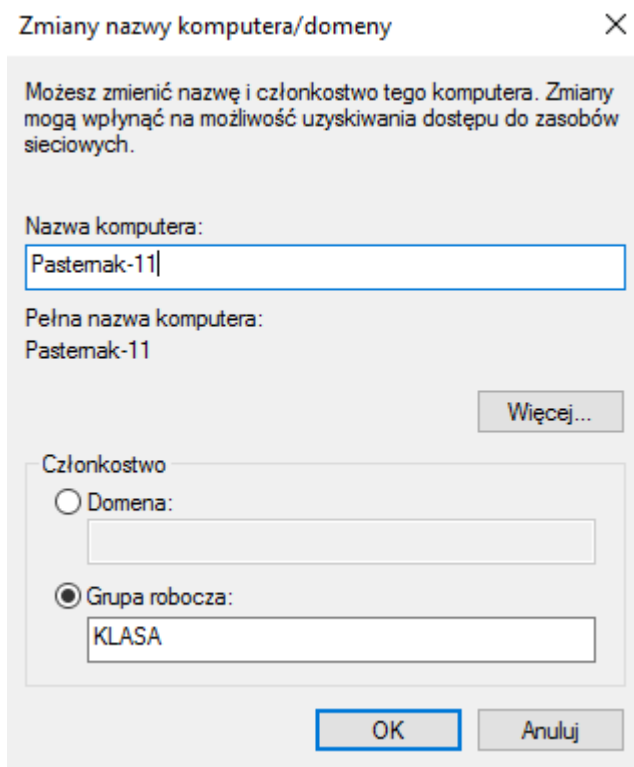 Zmiany nazwy komputera/domeny
Możesz zmienić nazwę i członkostwo tego komputera. Zmiany
mogą wpłynąć na możliwość uzyskiwania dostępu do zasobów
sieciowych.
Nazwa komputera:
Pasternak-11
Pełna nazwa komputera:
Pasternak-11
Więcej...
Członkostwo
Domena:
Grupa robocza:
KLASA
OK
Anuluj